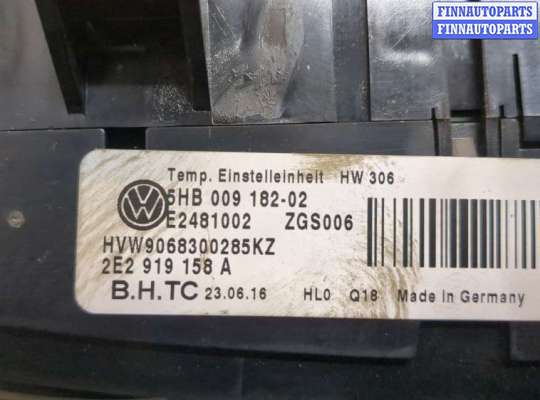 FINNAUTOPARTS
FINNAUTOPARTS
Temp. Einstelleinheit HW 306
5HB 009 182-02
E2481002 ZGS006
HVW9068300285KZ
2E2 919 158 A
B.H.TC 23.06.16 HL0 Q18 Made In Germany